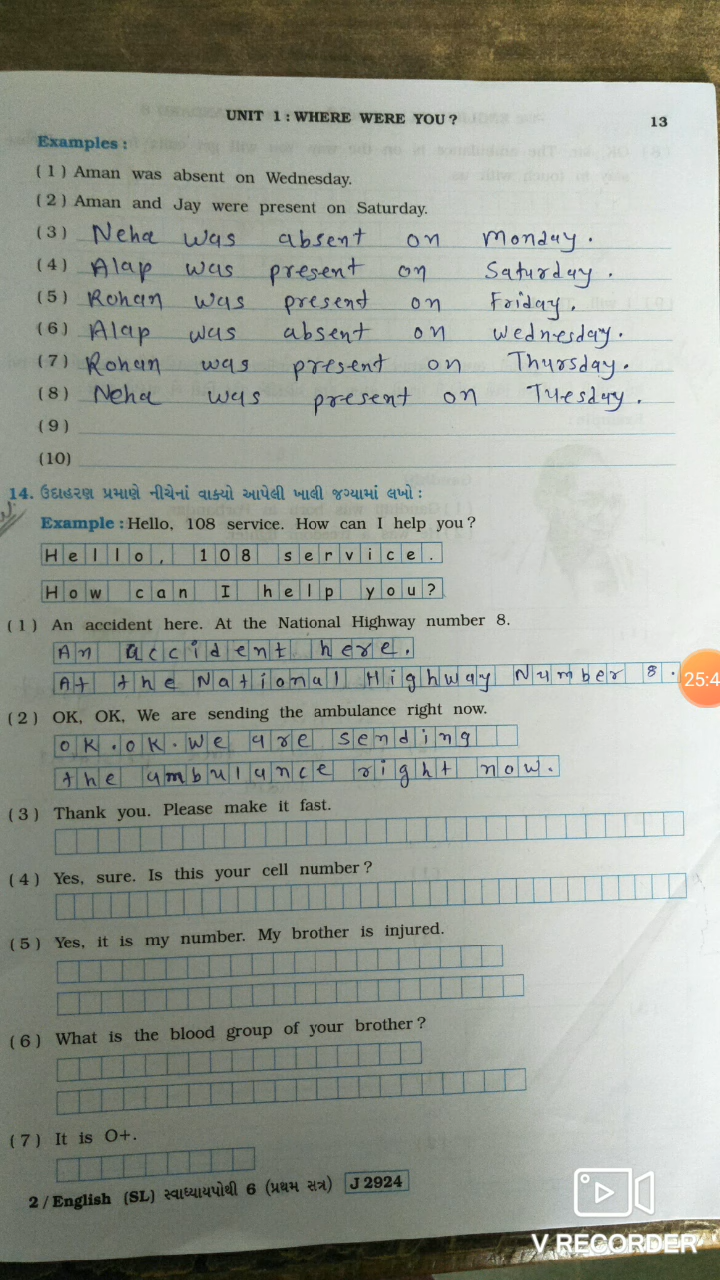 UNIT 1 : WHERE WERE YOU ? 13
Examples :
( 1 ) Aman was absent on Wednesday.
( 2 ) Aman and Jay were present on Saturday.
( 3 ) Neha was absent on Monday.
( 4 ) Alap was present on Saturday.
( 5 ) Rohan was present on Friday.
( 6 ) Alap was absent on Wednesday.
( 7 ) Rohan was present on Thursday.
( 8 ) Neha was present on Tuesday.
( 9 )
(10)
14. ઉદાહરણ પ્રમાણે નીચેનાં વાક્યો આપેલી ખાલી જગ્યામાં લખો :
Example : Hello, 108 service. How can I help you ?
Hello, 108 service.
How can I help you?
( 1 ) An accident here. At the National Highway number 8.
An accident here.
At the National Highway Number 8.
25:4
( 2 ) OK, OK, We are sending the ambulance right now.
OK.OK.We are sending
the ambulance right now.
( 3 ) Thank you. Please make it fast.
( 4 ) Yes, sure. Is this your cell number ?
( 5 ) Yes, it is my number. My brother is injured.
( 6 ) What is the blood group of your brother ?
( 7 ) It is O+.
2 / English (SL) સ્વાધ્યાયપોથી 6 (પ્રથમ સત્ર) J 2924
V RECORDER